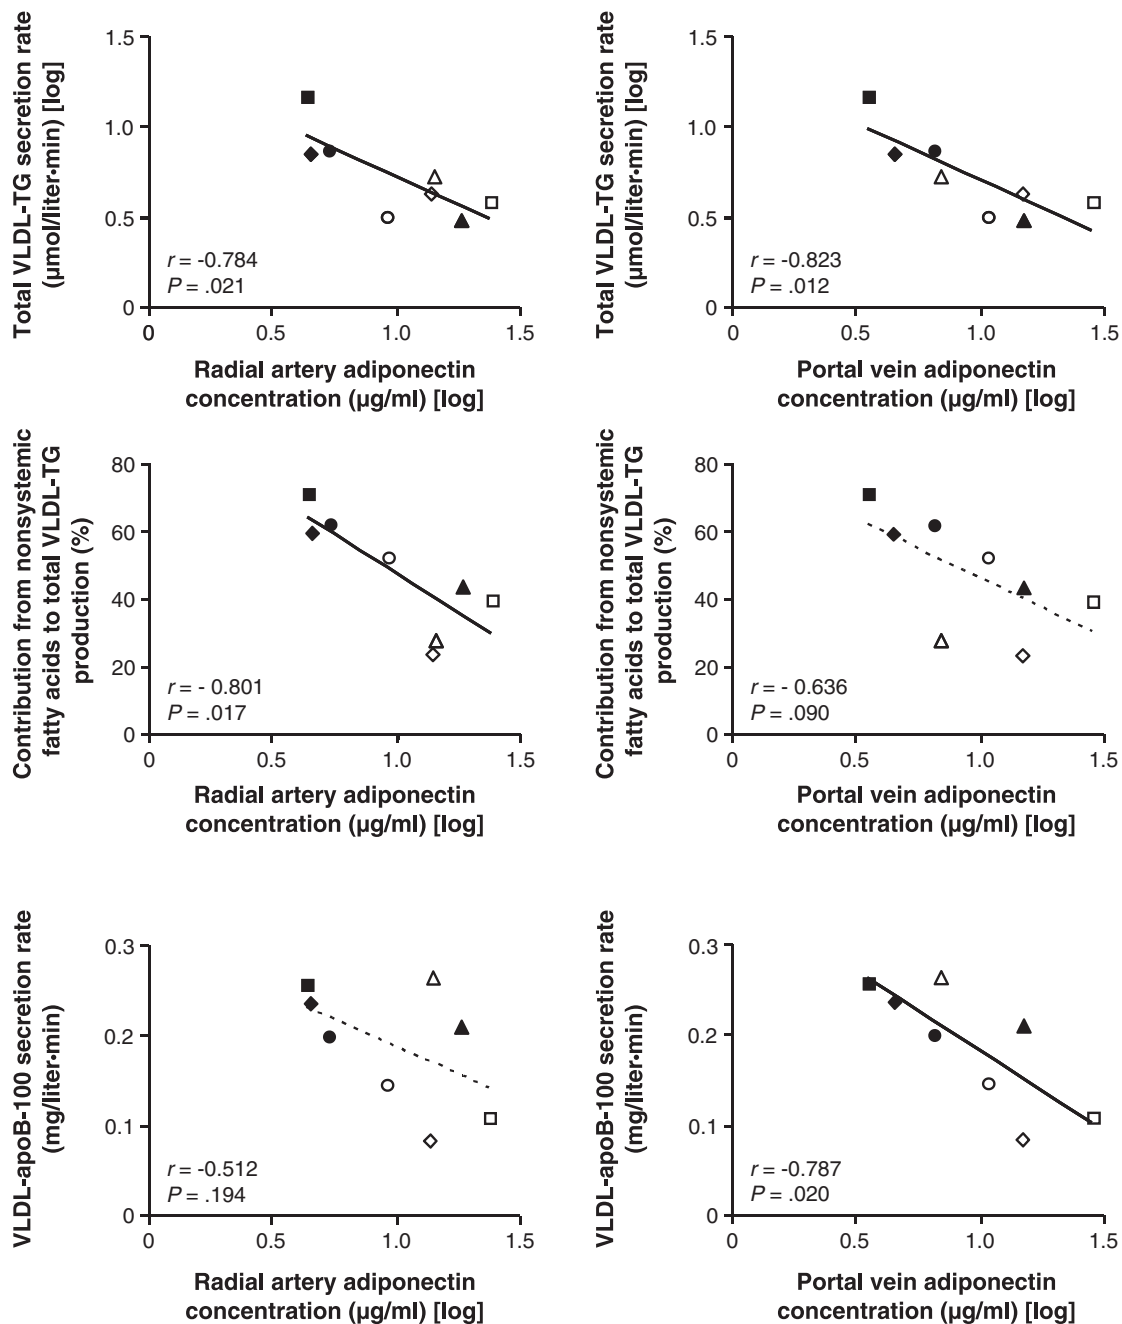 Total VLDL-TG secretion rate
(µmol/liter·min) [log]
1.5
1.0
0.5
0
r = -0.784
P = .021
0
0.5
1.0
1.5
Radial artery adiponectin
concentration (µg/ml) [log]
Total VLDL-TG secretion rate
(µmol/liter·min) [log]
1.5
1.0
0.5
0
r = -0.823
P = .012
0
0.5
1.0
1.5
Portal vein adiponectin
concentration (µg/ml) [log]
Contribution from nonsystemic
fatty acids to total VLDL-TG
production (%)
80
60
40
20
0
r = - 0.801
P = .017
0
0.5
1.0
1.5
Radial artery adiponectin
concentration (µg/ml) [log]
Contribution from nonsystemic
fatty acids to total VLDL-TG
production (%)
80
60
40
20
0
r = - 0.636
P = .090
0
0.5
1.0
1.5
Portal vein adiponectin
concentration (µg/ml) [log]
VLDL-apoB-100 secretion rate
(mg/liter·min)
0.3
0.2
0.1
0
r = -0.512
P = .194
0
0.5
1.0
1.5
Radial artery adiponectin
concentration (µg/ml) [log]
VLDL-apoB-100 secretion rate
(mg/liter·min)
0.3
0.2
0.1
0
r = -0.787
P = .020
0
0.5
1.0
1.5
Portal vein adiponectin
concentration (µg/ml) [log]